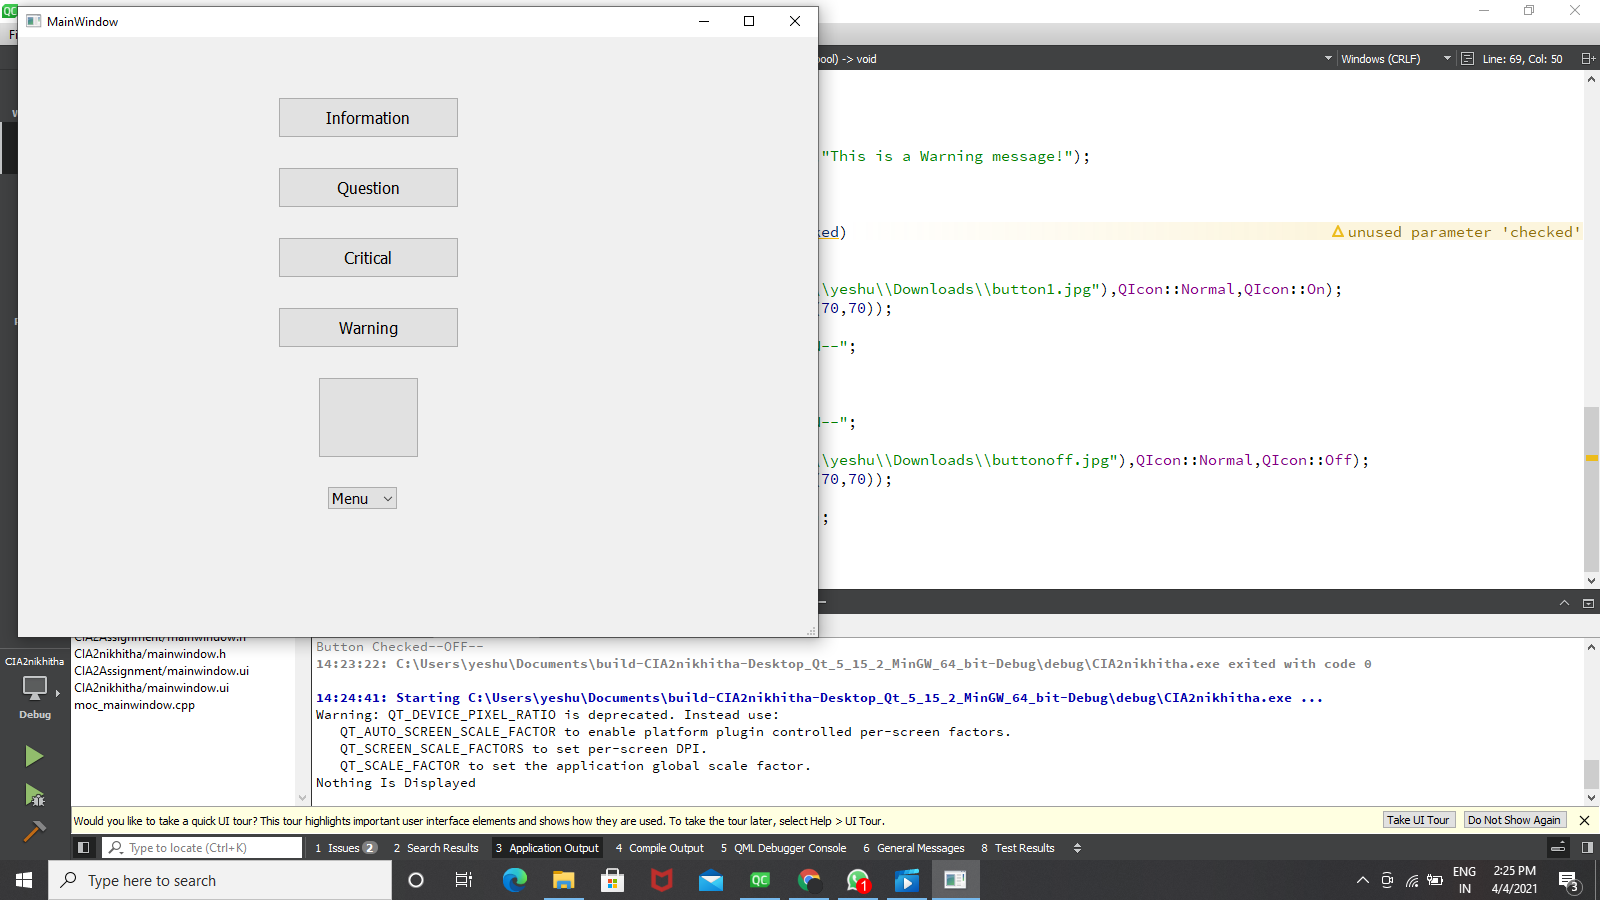 MainWindow
Fi
Information
Question
Critical
Warning
Menu
ool) -> void
Windows (CRLF)
Line: 69, Col: 50
"This is a Warning message!");
ked)
unused parameter 'checked'
\yeshu\\Downloads\\button1.jpg"),QIcon::Normal,QIcon::On);
70,70));
--";
--";
\yeshu\\Downloads\\buttonoff.jpg"),QIcon::Normal,QIcon::Off);
70,70));
;
CIA2Assignment/mainwindow.h
CIA2nikhitha/mainwindow.h
CIA2Assignment/mainwindow.ui
CIA2nikhitha/mainwindow.ui
moc_mainwindow.cpp
CIA2nikhitha
Debug
Button Checked--OFF--
14:23:22: C:\Users\yeshu\Documents\build-CIA2nikhitha-Desktop_Qt_5_15_2_MinGW_64_bit-Debug\debug\CIA2nikhitha.exe exited with code 0
14:24:41: Starting C:\Users\yeshu\Documents\build-CIA2nikhitha-Desktop_Qt_5_15_2_MinGW_64_bit-Debug\debug\CIA2nikhitha.exe ...
Warning: QT_DEVICE_PIXEL_RATIO is deprecated. Instead use:
QT_AUTO_SCREEN_SCALE_FACTOR to enable platform plugin controlled per-screen factors.
QT_SCREEN_SCALE_FACTORS to set per-screen DPI.
QT_SCALE_FACTOR to set the application global scale factor.
Nothing Is Displayed
Would you like to take a quick UI tour? This tour highlights important user interface elements and shows how they are used. To take the tour later, select Help > UI Tour.
Take UI Tour
Do Not Show Again
Type to locate (Ctrl+K)
1 Issues 2
2 Search Results
3 Application Output
4 Compile Output
5 QML Debugger Console
6 General Messages
8 Test Results
Type here to search
QC
1
ENG
IN
2:25 PM
4/4/2021
3